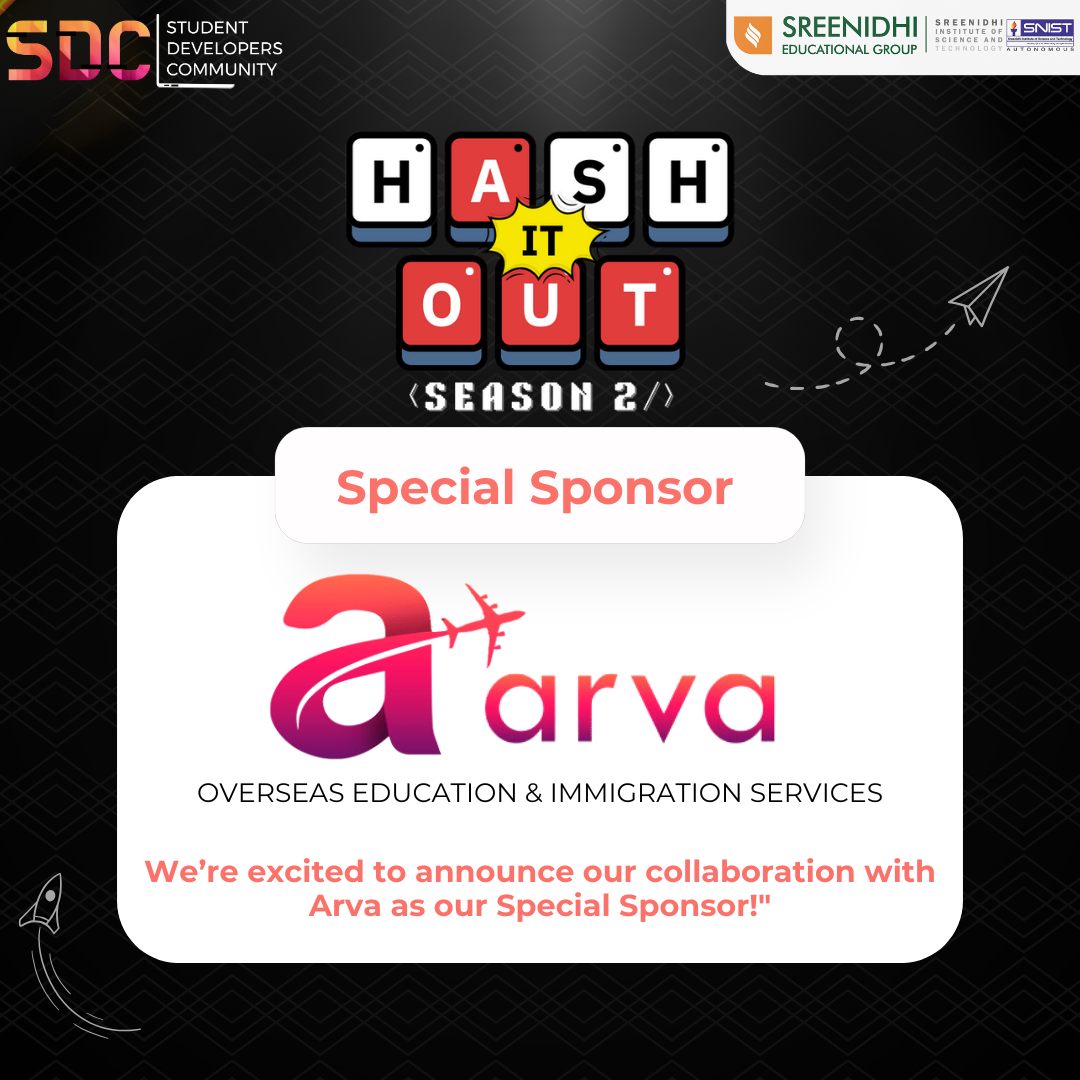 SDC
STUDENT
DEVELOPERS
COMMUNITY
SREENIDHI
EDUCATIONAL GROUP
SREENIDHI
INSTITUTE OF
SCIENCE AND
TECHNOLOGY
SNIST
AUTONOMOUS
HASH
IT
OUT
<SEASON 2/>
Special Sponsor
a arva
OVERSEAS EDUCATION & IMMIGRATION SERVICES
We’re excited to announce our collaboration with
Arva as our Special Sponsor!"